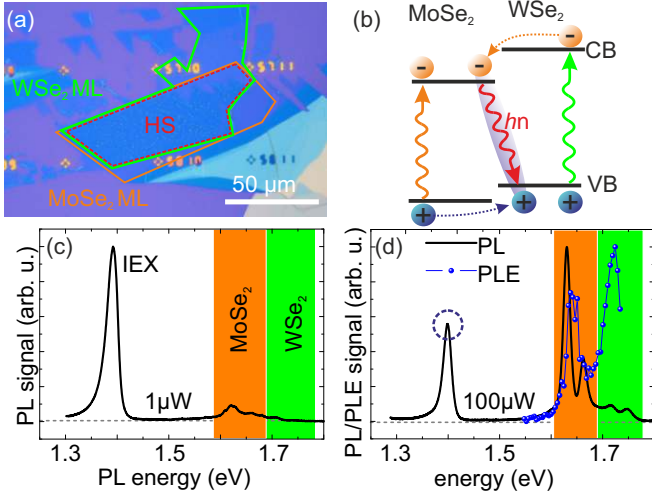 (a)
WSe₂ ML
HS
MoSe₂ ML
50 µm
(b)
MoSe₂
WSe₂
CB
hn
VB
(c)
IEX
1µW
MoSe₂
WSe₂
PL signal (arb. u.)
1.3
1.5
1.7
PL energy (eV)
(d)
PL
PLE
100µW
PL/PLE signal (arb. u.)
1.3
1.5
1.7
energy (eV)